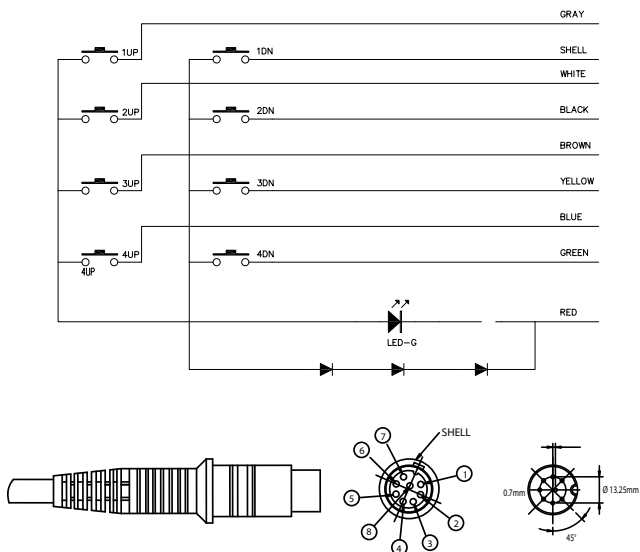 GRAY
1UP 1DN SHELL
WHITE
2UP 2DN BLACK
BROWN
3UP 3DN YELLOW
BLUE
4UP 4DN GREEN
4UP
RED
LED-G
SHELL
7
6 1
5 2
8 3
4
0.7mm Ø 13.25mm
45°